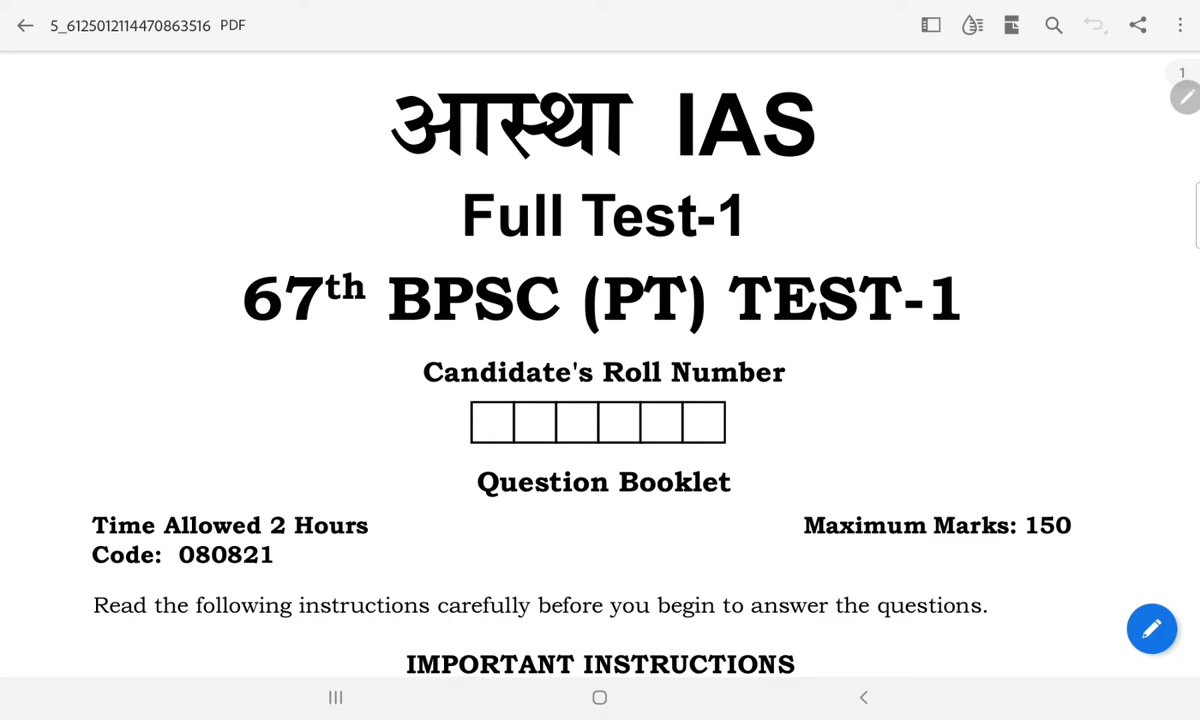 5_6125012114470863516 PDF
1
आस्था IAS
Full Test-1
67th BPSC (PT) TEST-1
Candidate's Roll Number
Question Booklet
Time Allowed 2 Hours
Maximum Marks: 150
Code: 080821
Read the following instructions carefully before you begin to answer the questions.
IMPORTANT INSTRUCTIONS